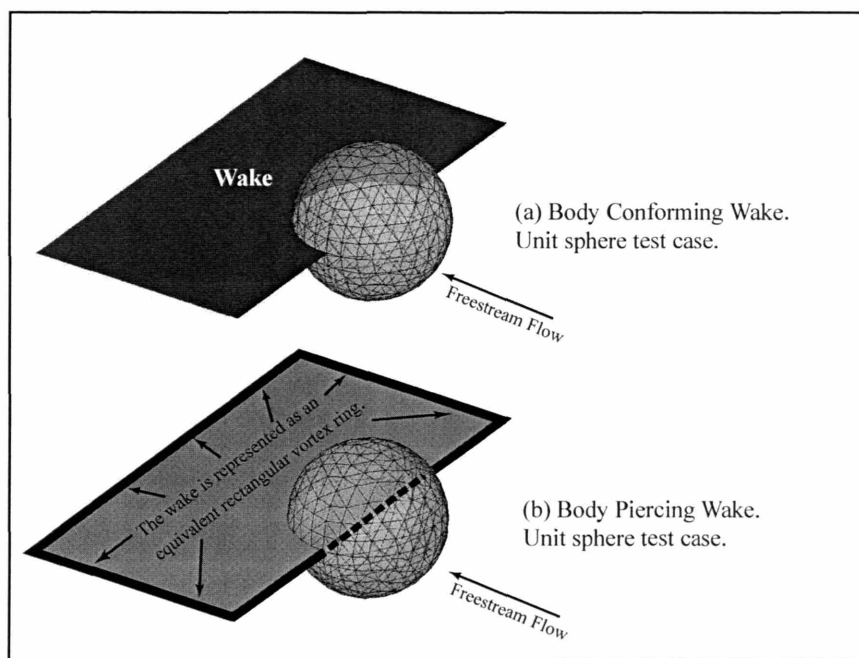 Wake
(a) Body Conforming Wake.
Unit sphere test case.
Freestream Flow
The wake is represented as an
equivalent rectangular vortex ring.
(b) Body Piercing Wake.
Unit sphere test case.
Freestream Flow